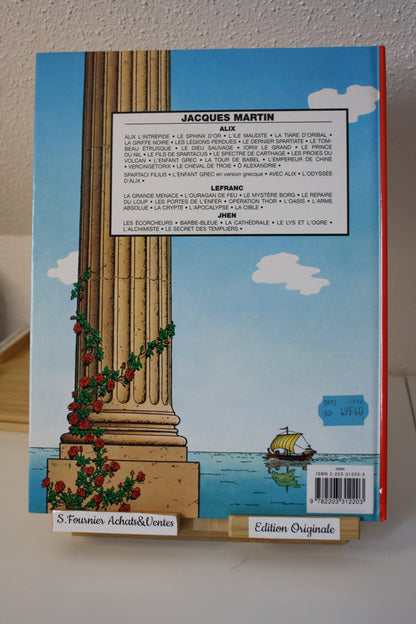 JACQUES MARTIN
ALIX
ALIX L'INTRÉPIDE • LE SPHINX D'OR • L'ILE MAUDITE • LA TIARE D'ORIBAL •
LA GRIFFE NOIRE • LES LÉGIONS PERDUES • LE DERNIER SPARTIATE • LE TOM-
BEAU ÉTRUSQUE • LE DIEU SAUVAGE • IORIX LE GRAND • LE PRINCE
DU NIL • LE FILS DE SPARTACUS • LE SPECTRE DE CARTHAGE • LES PROIES DU
VOLCAN • L'ENFANT GREC • LA TOUR DE BABEL • L'EMPEREUR DE CHINE
• VERCINGÉTORIX • LE CHEVAL DE TROIE • Ô ALEXANDRIE •
SPARTACI FILIUS • L'ENFANT GREC en version grecque • AVEC ALIX • L'ODYSSÉE
D'ALIX •
LEFRANC
LA GRANDE MENACE • L'OURAGAN DE FEU • LE MYSTÈRE BORG • LE REPAIRE
DU LOUP • LES PORTES DE L'ENFER • OPÉRATION THOR • L'OASIS • L'ARME
ABSOLUE • LA CRYPTE • L'APOCALYPSE • LA CIBLE •
JHEN
LES ÉCORCHEURS • BARBE-BLEUE • LA CATHÉDRALE • LE LYS ET L'OGRE •
L'ALCHIMISTE • LE SECRET DES TEMPLIERS •
49F40
ISBN 2-203-31220-3
9 782203 312203
S.Fournier Achats&Ventes
Edition Originale